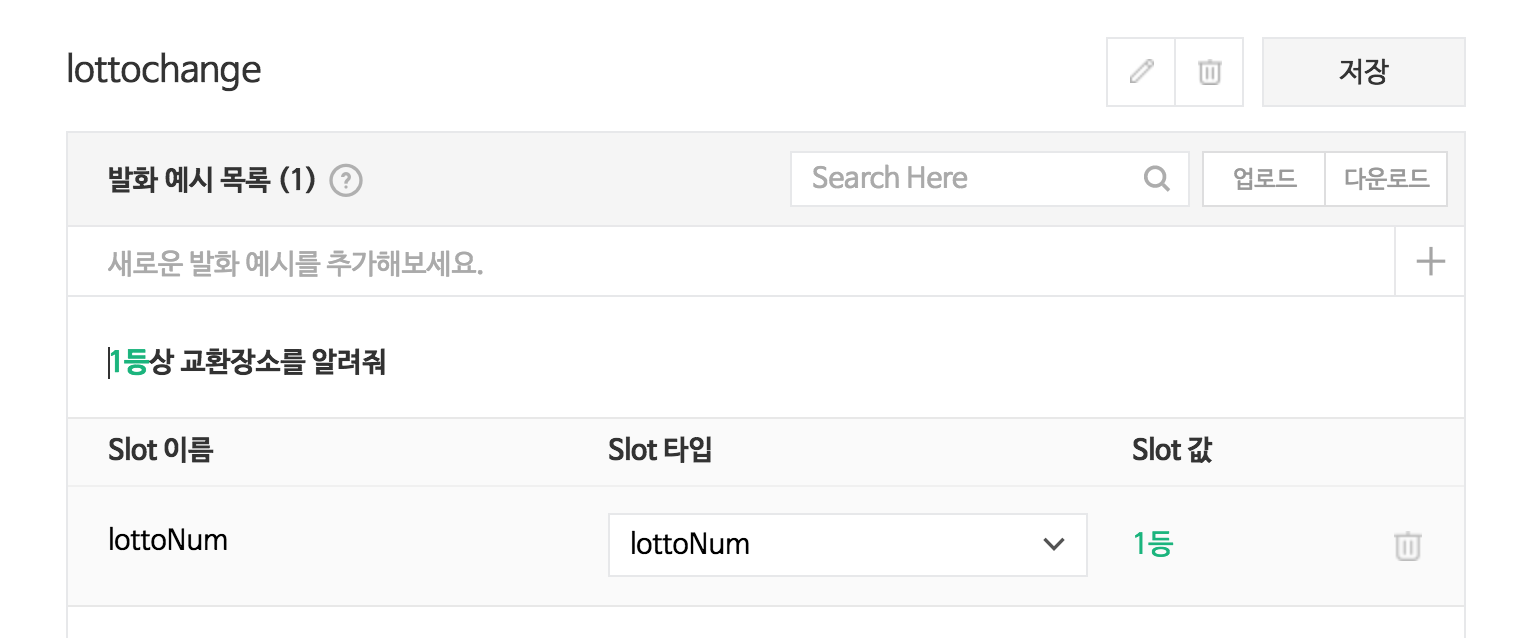 lottochange
저장
발화 예시 목록 (1) ?
Search Here
업로드 다운로드
새로운 발화 예시를 추가해보세요.
1등상 교환장소를 알려줘
Slot 이름 Slot 타입 Slot 값
lottoNum lottoNum 1등